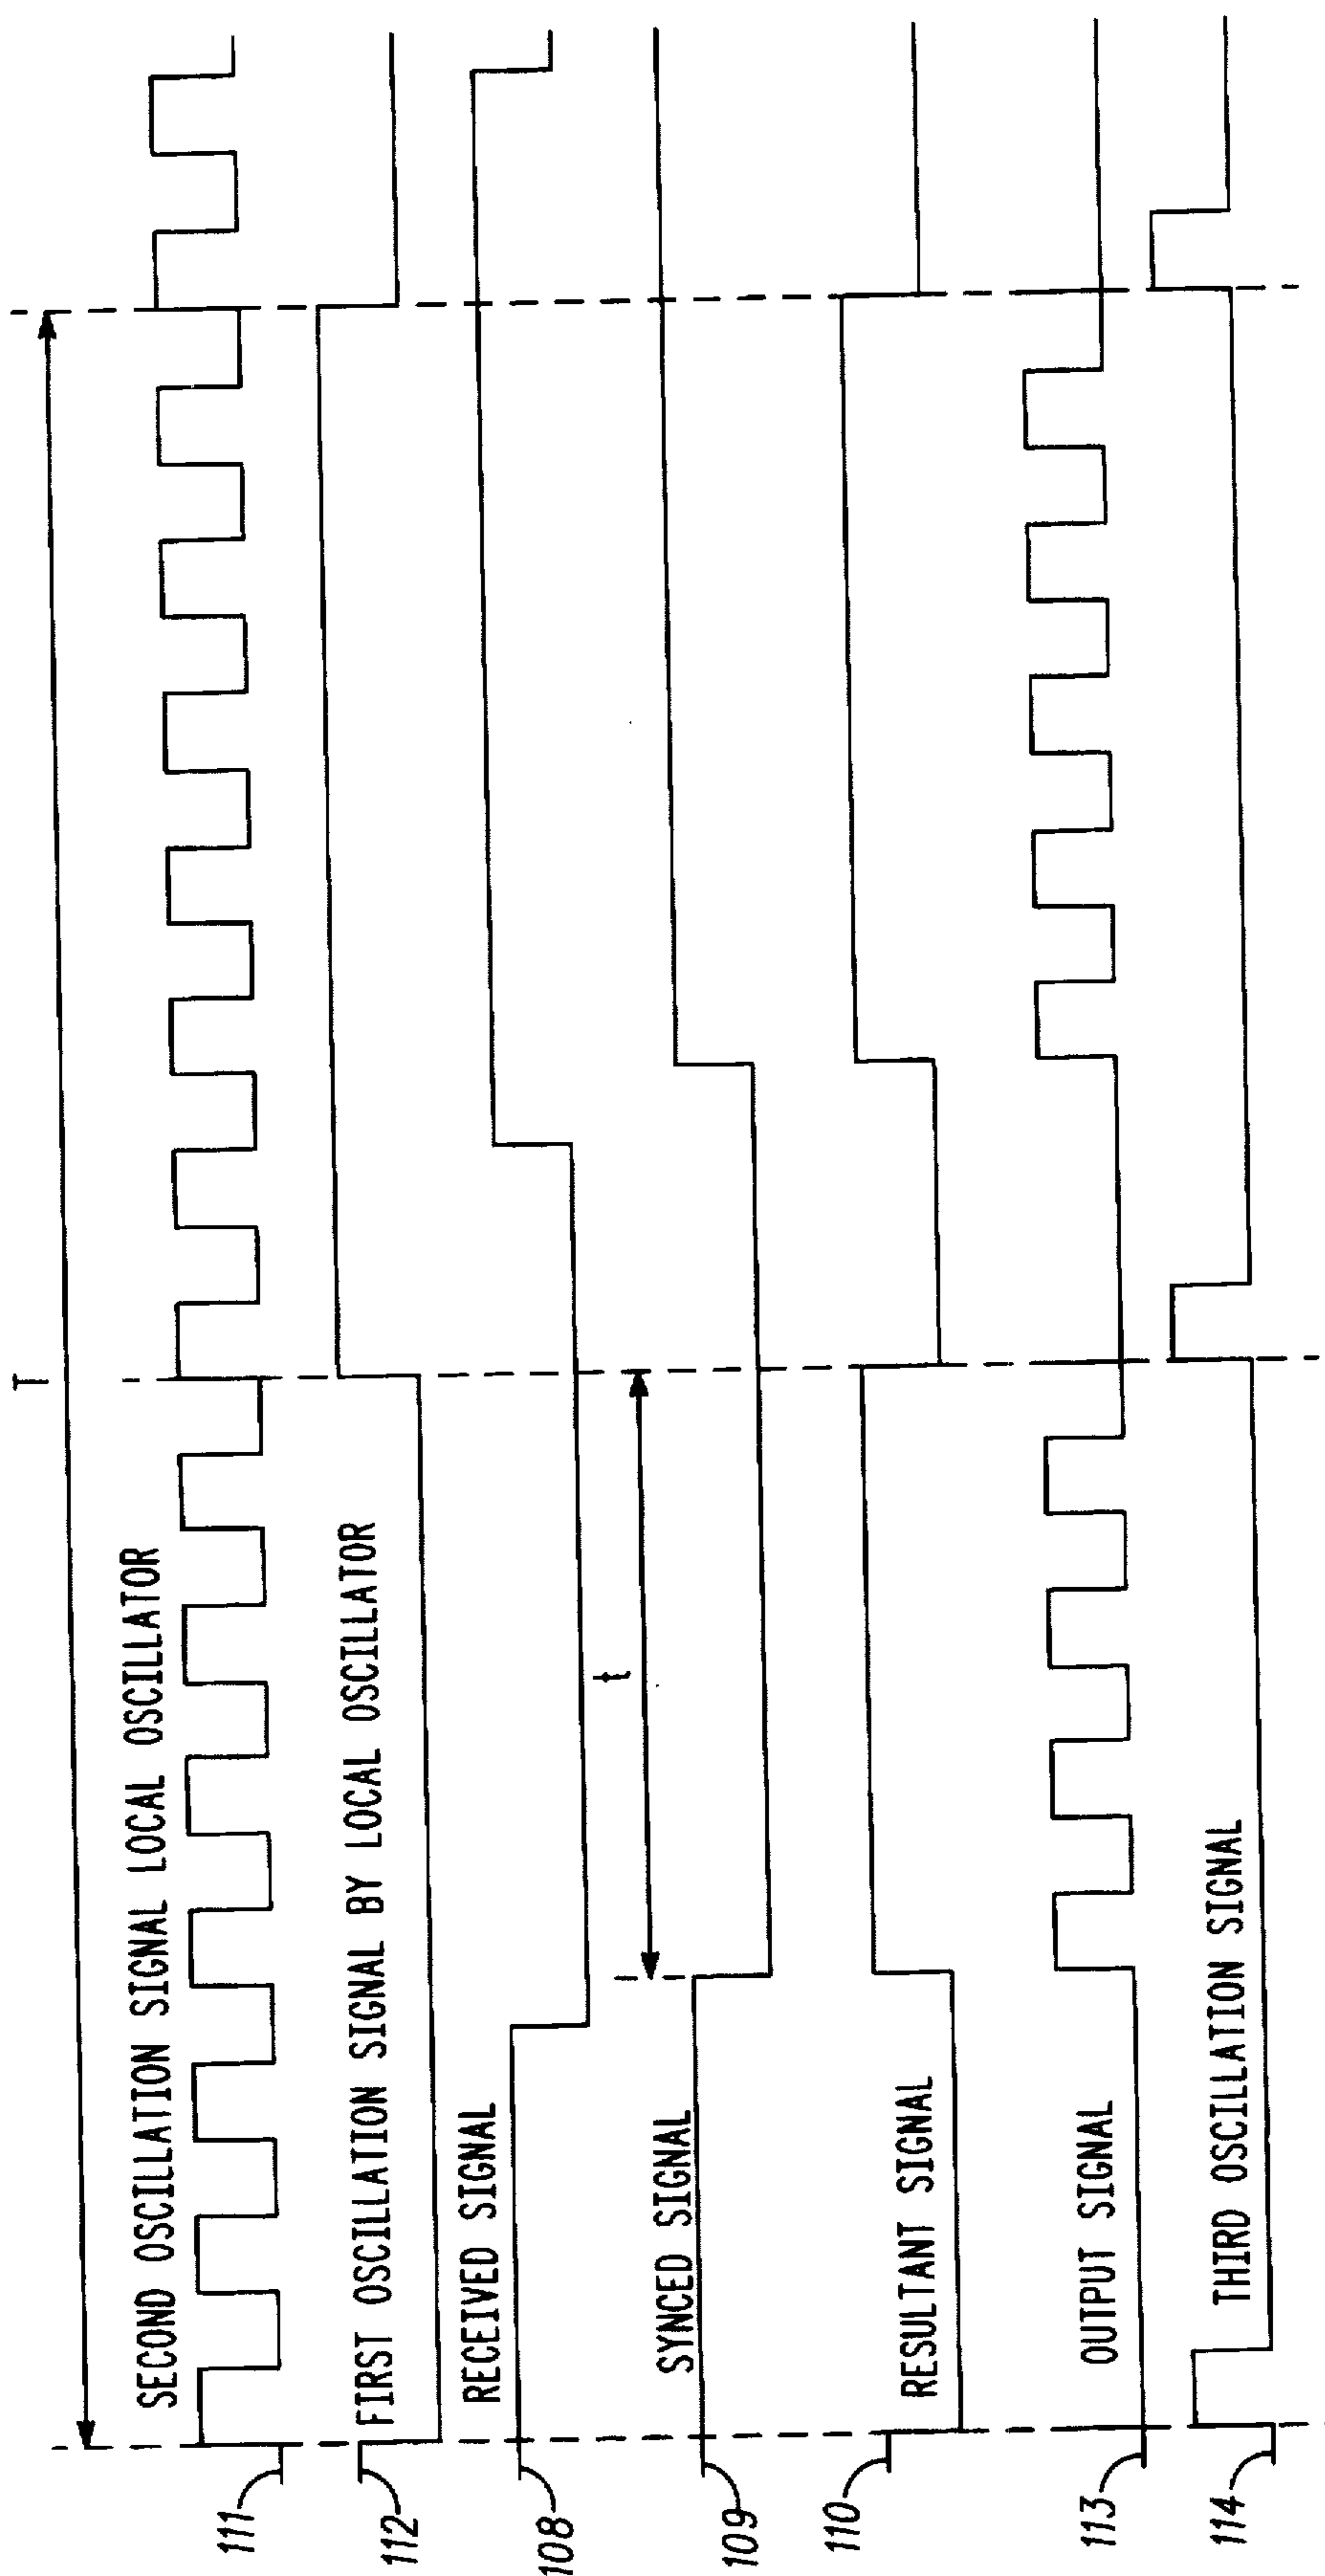 T
SECOND OSCILLATION SIGNAL LOCAL OSCILLATOR
111
FIRST OSCILLATION SIGNAL BY LOCAL OSCILLATOR
112
RECEIVED SIGNAL
108
t
SYNCED SIGNAL
109
RESULTANT SIGNAL
110
OUTPUT SIGNAL
113
THIRD OSCILLATION SIGNAL
114